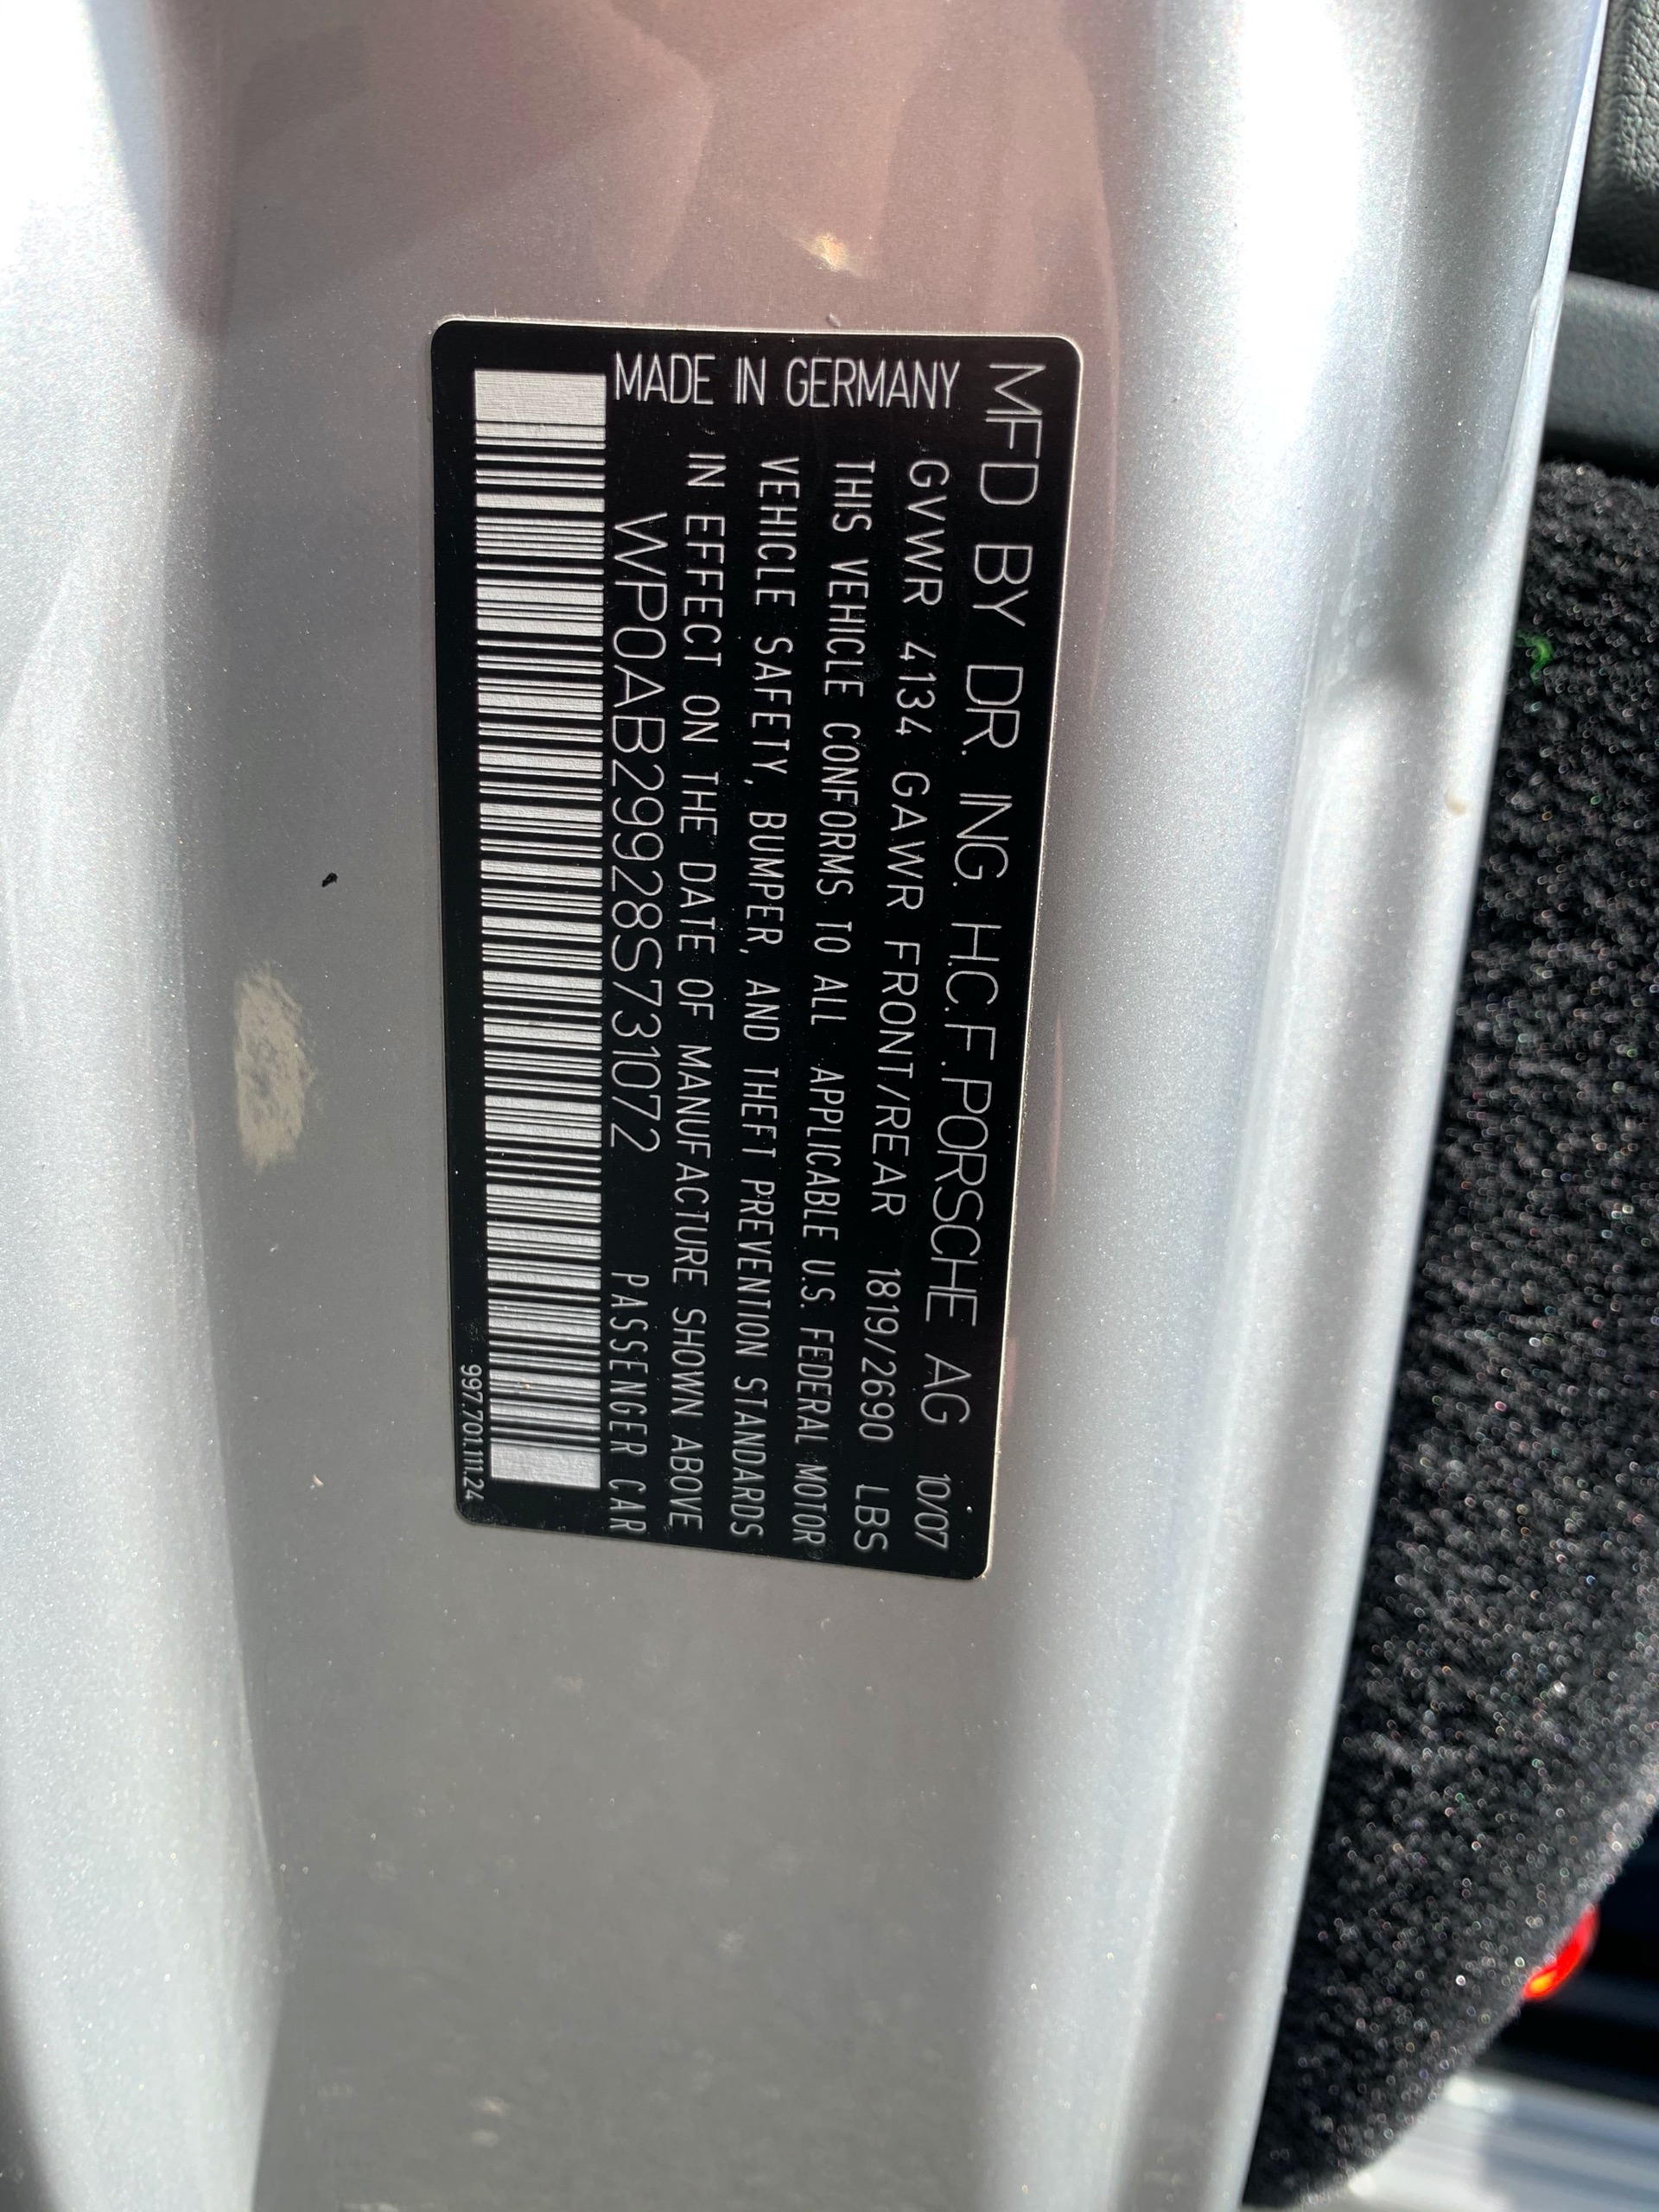 MFD BY DR. ING. H.C. F. PORSCHE AG 10/07
GVWR 4134 GAWR FRONT/REAR 1819/2690 LBS
THIS VEHICLE CONFORMS TO ALL APPLICABLE U.S. FEDERAL MOTOR
VEHICLE SAFETY, BUMPER, AND THEFT PREVENTION STANDARDS
IN EFFECT ON THE DATE OF MANUFACTURE SHOWN ABOVE
WP0AB29928S731072 PASSENGER CAR
MADE IN GERMANY
997.701.111.24